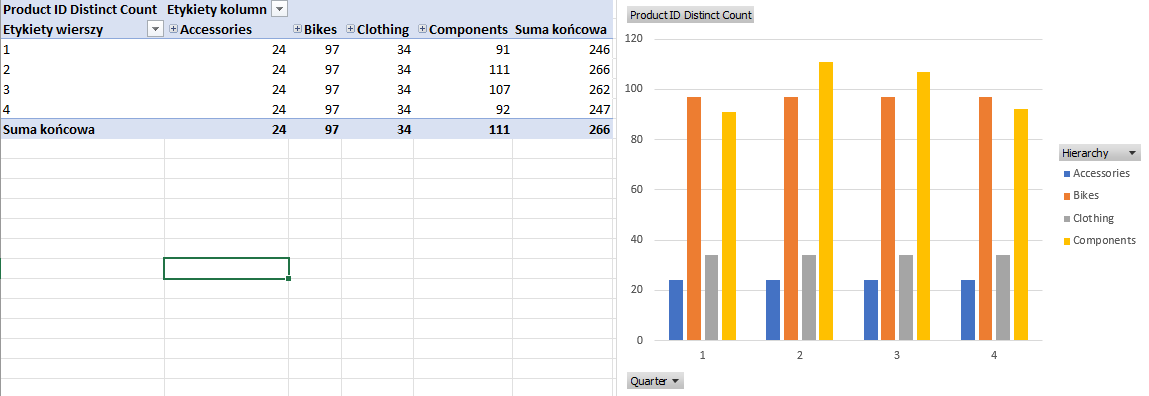 Product ID Distinct Count Etykiety kolumn
Etykiety wierszy Accessories Bikes Clothing Components Suma końcowa
1 24 97 34 91 246
2 24 97 34 111 266
3 24 97 34 107 262
4 24 97 34 92 247
Suma końcowa 24 97 34 111 266
Product ID Distinct Count
120
100
80
60
40
20
0
1 2 3 4
Quarter
Hierarchy
Accessories
Bikes
Clothing
Components